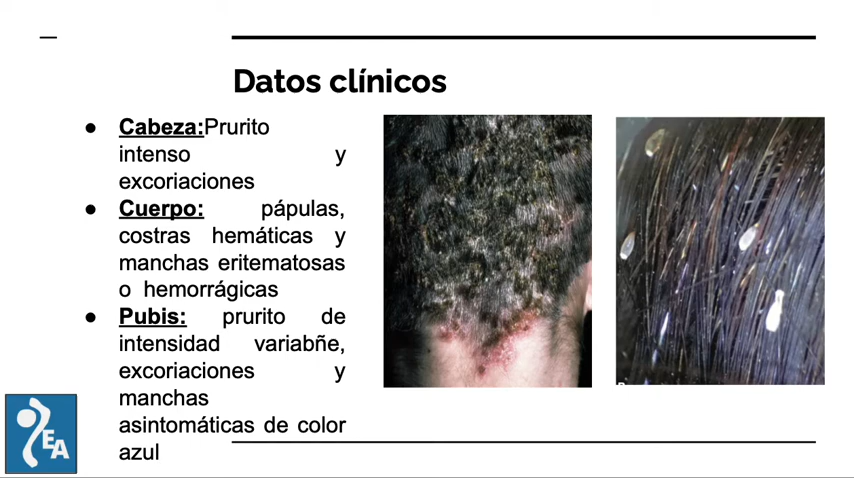 Datos clínicos
● Cabeza:Prurito
intenso y
excoriaciones
● Cuerpo: pápulas,
costras hemáticas y
manchas eritematosas
o hemorrágicas
● Pubis: prurito de
intensidad variabñe,
excoriaciones y
manchas
asintomáticas de color
azul
EA